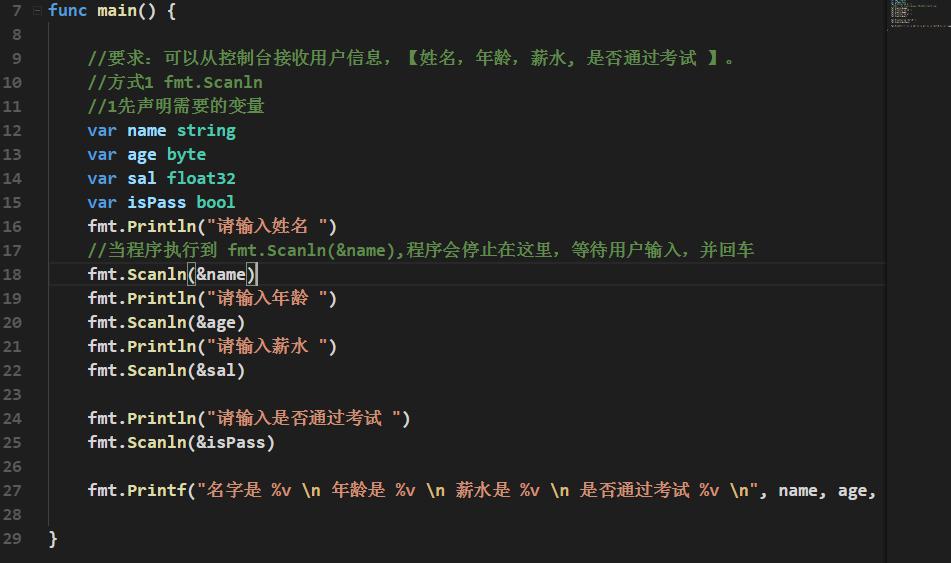 7 func main() {
8
9 //要求：可以从控制台接收用户信息，【姓名，年龄，薪水, 是否通过考试 】。
10 //方式1 fmt.Scanln
11 //1先声明需要的变量
12 var name string
13 var age byte
14 var sal float32
15 var isPass bool
16 fmt.Println("请输入姓名 ")
17 //当程序执行到 fmt.Scanln(&name),程序会停止在这里，等待用户输入，并回车
18 fmt.Scanln(&name)
19 fmt.Println("请输入年龄 ")
20 fmt.Scanln(&age)
21 fmt.Println("请输入薪水 ")
22 fmt.Scanln(&sal)
23
24 fmt.Println("请输入是否通过考试 ")
25 fmt.Scanln(&isPass)
26
27 fmt.Printf("名字是 %v \n 年龄是 %v \n 薪水是 %v \n 是否通过考试 %v \n", name, age,
28
29 }